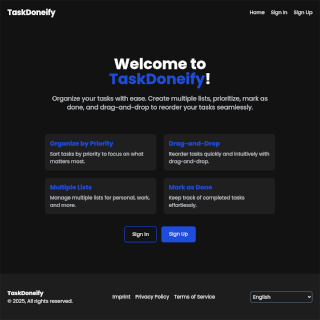 TaskDoneify
Home Sign In Sign Up
Welcome to
TaskDoneify!
Organize your tasks with ease. Create multiple lists, prioritize, mark as
done, and drag-and-drop to reorder your tasks seamlessly.
Organize by Priority
Sort tasks by priority to focus on what
matters most.
Drag-and-Drop
Reorder tasks quickly and intuitively with
drag-and-drop.
Multiple Lists
Manage multiple lists for personal, work,
and more.
Mark as Done
Keep track of completed tasks
effortlessly.
Sign In
Sign Up
TaskDoneify
© 2025, All rights reserved.
Imprint Privacy Policy Terms of Service
English